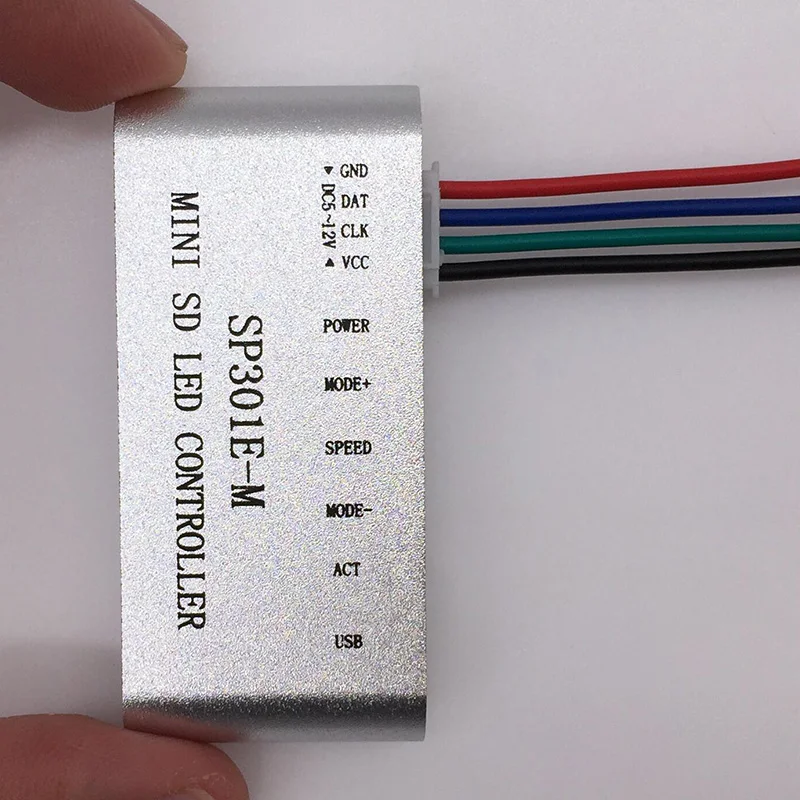 MINI SD LED CONTROLLER
SP301E-M
▶ GND
DAT
CLK
◀ VCC
DC5~12V
POWER
MODE+
SPEED
MODE-
ACT
USB